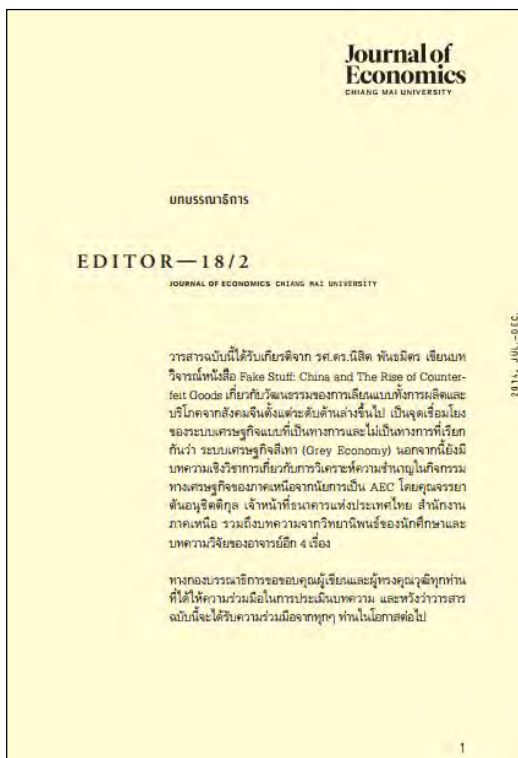 Journal of
Economics
CHIANG MAI UNIVERSITY
บทบรรณาธิการ
EDITOR—18/2
JOURNAL OF ECONOMICS CHIANG MAI UNIVERSITY
2014, JUL-DEC.
วารสารฉบับนี้ได้รับเกียรติจาก รศ.ดร.นิสิต พันธมิตร เขียนบท
วิจารณ์หนังสือ Fake Stuff: China and The Rise of Counter-
feit Goods เกี่ยวกับวัฒนธรรมของการเลียนแบบทั้งการผลิตและ
บริโภคจากสังคมจีนตั้งแต่ระดับด้านล่างขึ้นไป เป็นจุดเชื่อมโยง
ของระบบเศรษฐกิจแบบที่เป็นทางการและไม่เป็นทางการที่เรียก
กันว่า ระบบเศรษฐกิจสีเทา (Grey Economy) นอกจากนี้ยังมี
บทความเชิงวิชาการเกี่ยวกับการวิเคราะห์ความชำนาญในกิจกรรม
ทางเศรษฐกิจของภาคเหนือจากนัยการเป็น AEC โดยคุณจรรยา
ตันอนุชิตติกุล เจ้าหน้าที่ธนาคารแห่งประเทศไทย สำนักงาน
ภาคเหนือ รวมถึงบทความจากวิทยานิพนธ์ของนักศึกษาและ
บทความวิจัยของอาจารย์อีก 4 เรื่อง
ทางกองบรรณาธิการขอขอบคุณผู้เขียนและผู้ทรงคุณวุฒิทุกท่าน
ที่ได้ให้ความร่วมมือในการประเมินบทความ และหวังว่าวารสาร
ฉบับนี้จะได้รับความร่วมมือจากทุกๆ ท่านในโอกาสต่อไป
1